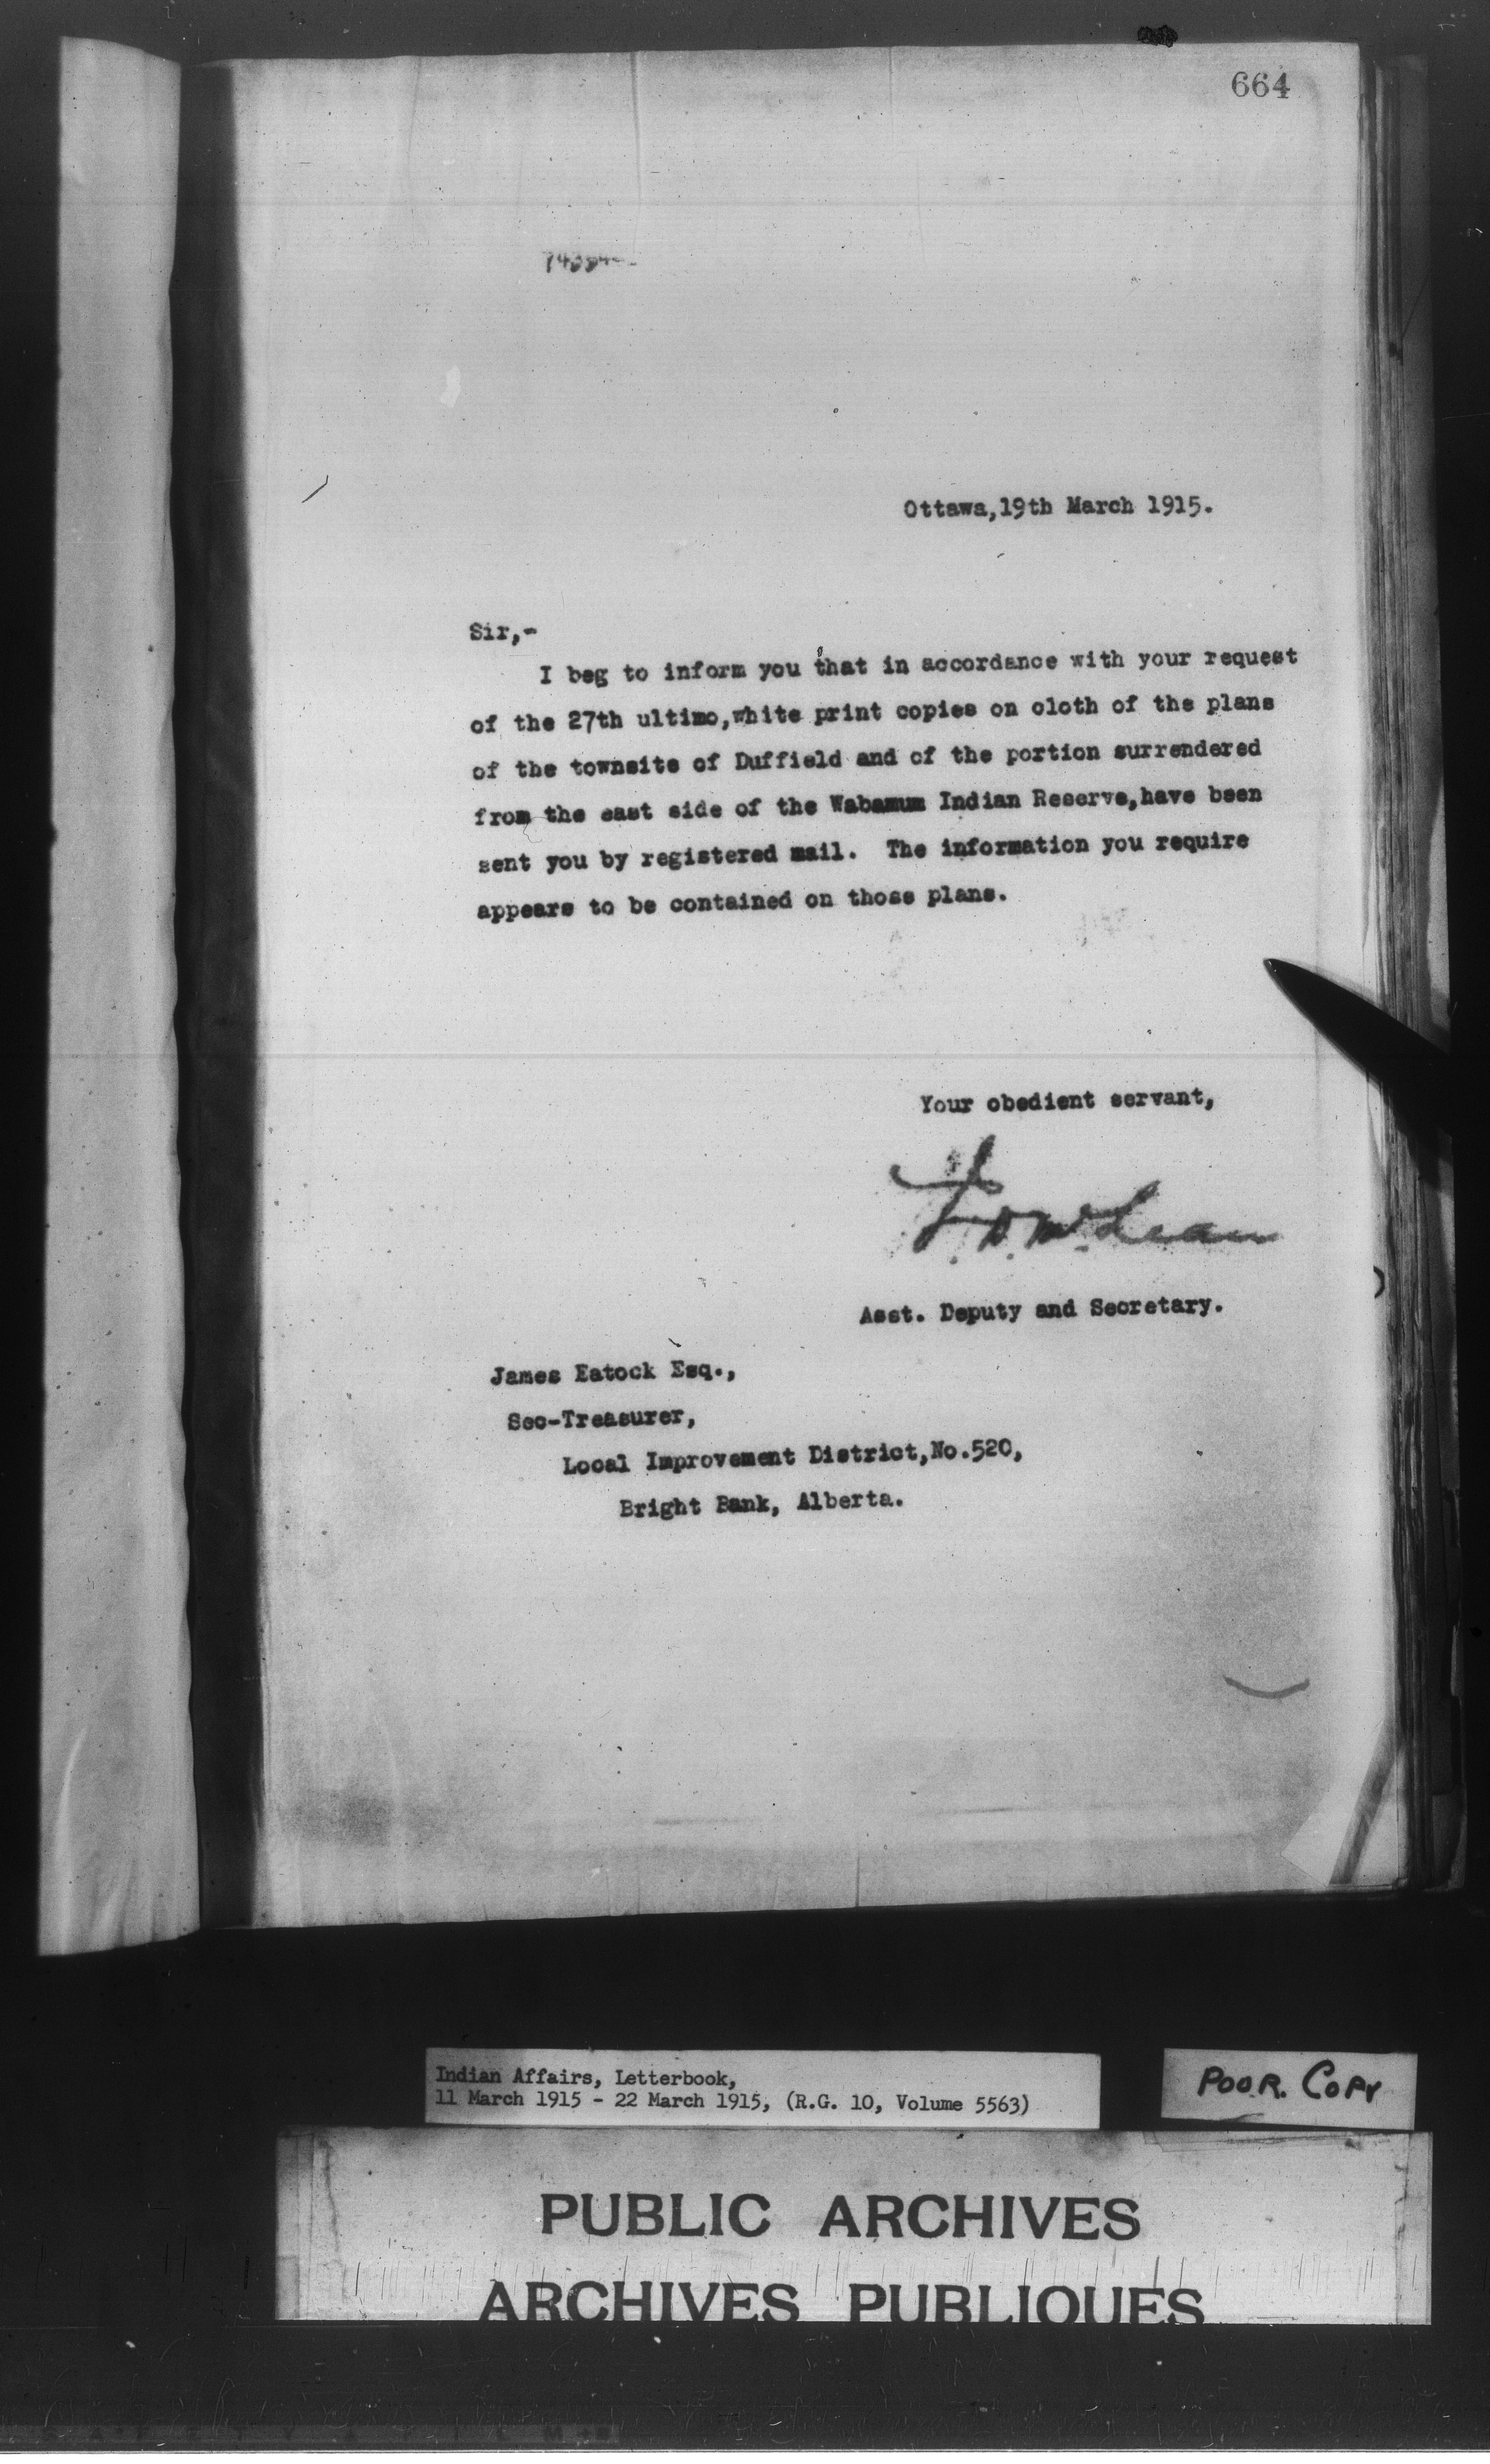 664
Ottawa,19th March 1915.
Sir,-
I beg to inform you that in accordance with your request
of the 27th ultimo,white print copies on cloth of the plans
of the townsite of Duffield and of the portion surrendered
from the east side of the Wabamum Indian Reserve,have been
sent you by registered mail. The information you require
appears to be contained on those plans.
Your obedient servant,
J. D. McLean
Asst. Deputy and Secretary.
James Eatock Esq.,
Sec-Treasurer,
Local Improvement District,No.520,
Bright Bank, Alberta.
Indian Affairs, Letterbook,
11 March 1915 - 22 March 1915, (R.G. 10, Volume 5563)
POOR. COPY
PUBLIC ARCHIVES
ARCHIVES PUBLIQUES